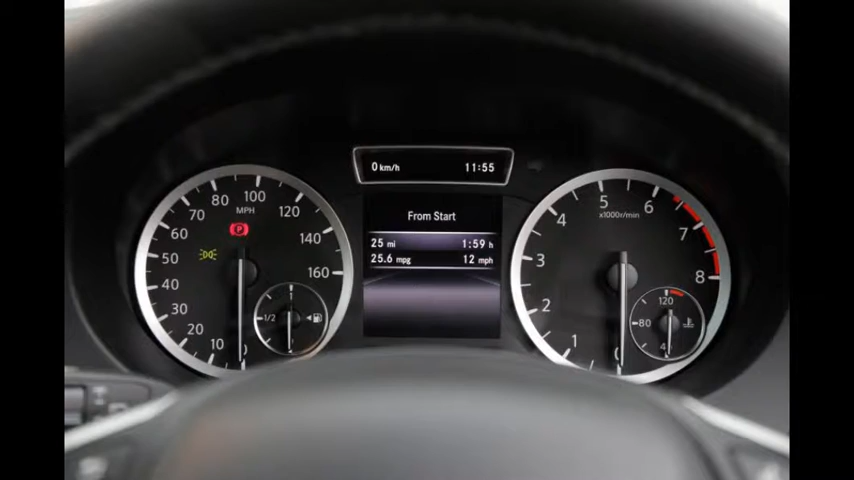 0 km/h 11:55
From Start
25 mi 1:59 h
25.6 mpg 12 mph
100
80 120
70 MPH
60 P 140
50
40 160
30 1/2
20
10
0
5
4 6
x1000r/min
3 7
2 8
1
0
120
80